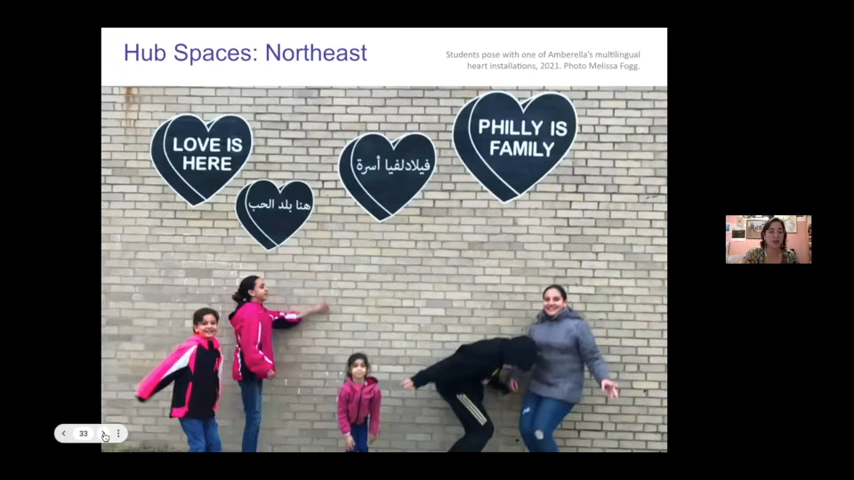 Hub Spaces: Northeast
Students pose with one of Amberella's multilingual
heart installations, 2021. Photo Melissa Fogg.
LOVE IS
HERE
هنا بلد الحب
فيلادلفيا أسرة
PHILLY IS
FAMILY
33